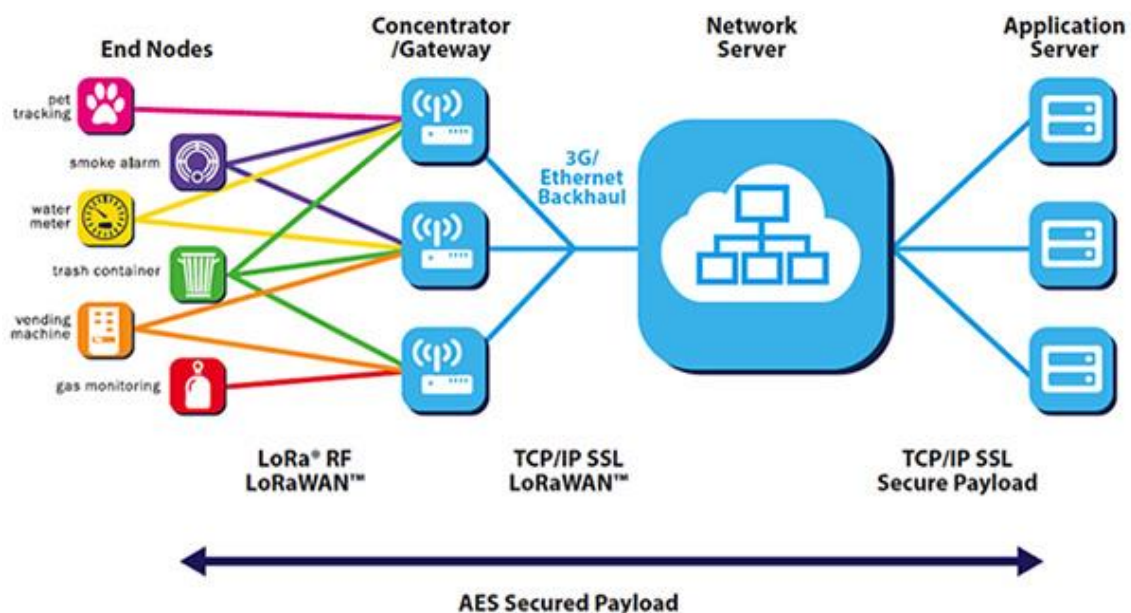 End Nodes
Concentrator
/Gateway
Network
Server
Application
Server
pet
tracking
smoke alarm
water
meter
trash container
vending
machine
gas monitoring
3G/
Ethernet
Backhaul
LoRa® RF
LoRaWAN™
TCP/IP SSL
LoRaWAN™
TCP/IP SSL
Secure Payload
AES Secured Payload